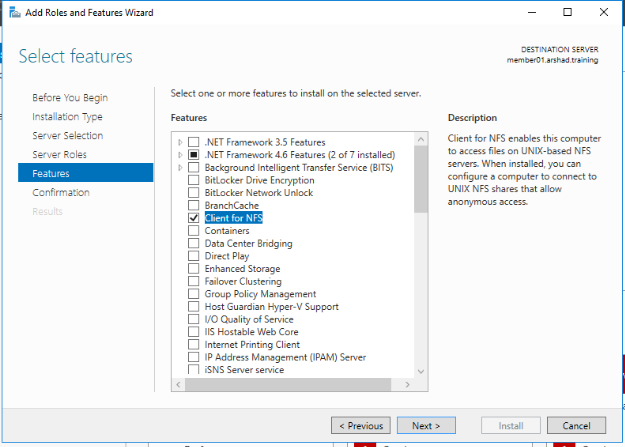 Add Roles and Features Wizard
Select features
DESTINATION SERVER
member01.arshad.training
Before You Begin
Installation Type
Server Selection
Server Roles
Features
Confirmation
Results
Select one or more features to install on the selected server.
Features
.NET Framework 3.5 Features
.NET Framework 4.6 Features (2 of 7 installed)
Background Intelligent Transfer Service (BITS)
BitLocker Drive Encryption
BitLocker Network Unlock
BranchCache
Client for NFS
Containers
Data Center Bridging
Direct Play
Enhanced Storage
Failover Clustering
Group Policy Management
Host Guardian Hyper-V Support
I/O Quality of Service
IIS Hostable Web Core
Internet Printing Client
IP Address Management (IPAM) Server
iSNS Server service
Description
Client for NFS enables this computer
to access files on UNIX-based NFS
servers. When installed, you can
configure a computer to connect to
UNIX NFS shares that allow
anonymous access.
< Previous
Next >
Install
Cancel